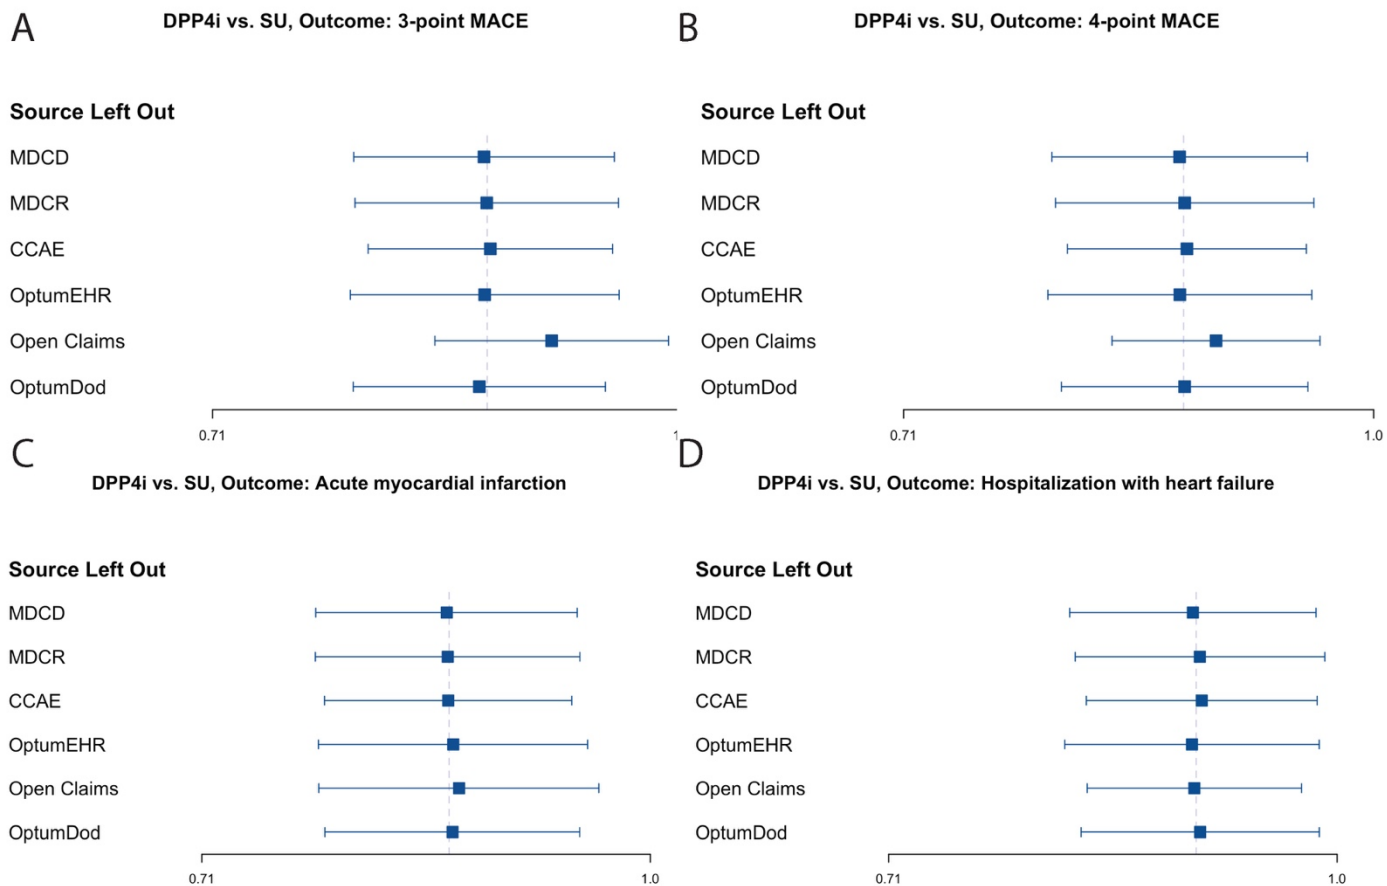 A
DPP4i vs. SU, Outcome: 3-point MACE
Source Left Out
MDCD
MDCR
CCAE
OptumEHR
Open Claims
OptumDod
0.71
1
B
DPP4i vs. SU, Outcome: 4-point MACE
Source Left Out
MDCD
MDCR
CCAE
OptumEHR
Open Claims
OptumDod
0.71
1.0
C
DPP4i vs. SU, Outcome: Acute myocardial infarction
Source Left Out
MDCD
MDCR
CCAE
OptumEHR
Open Claims
OptumDod
0.71
1.0
D
DPP4i vs. SU, Outcome: Hospitalization with heart failure
Source Left Out
MDCD
MDCR
CCAE
OptumEHR
Open Claims
OptumDod
0.71
1.0